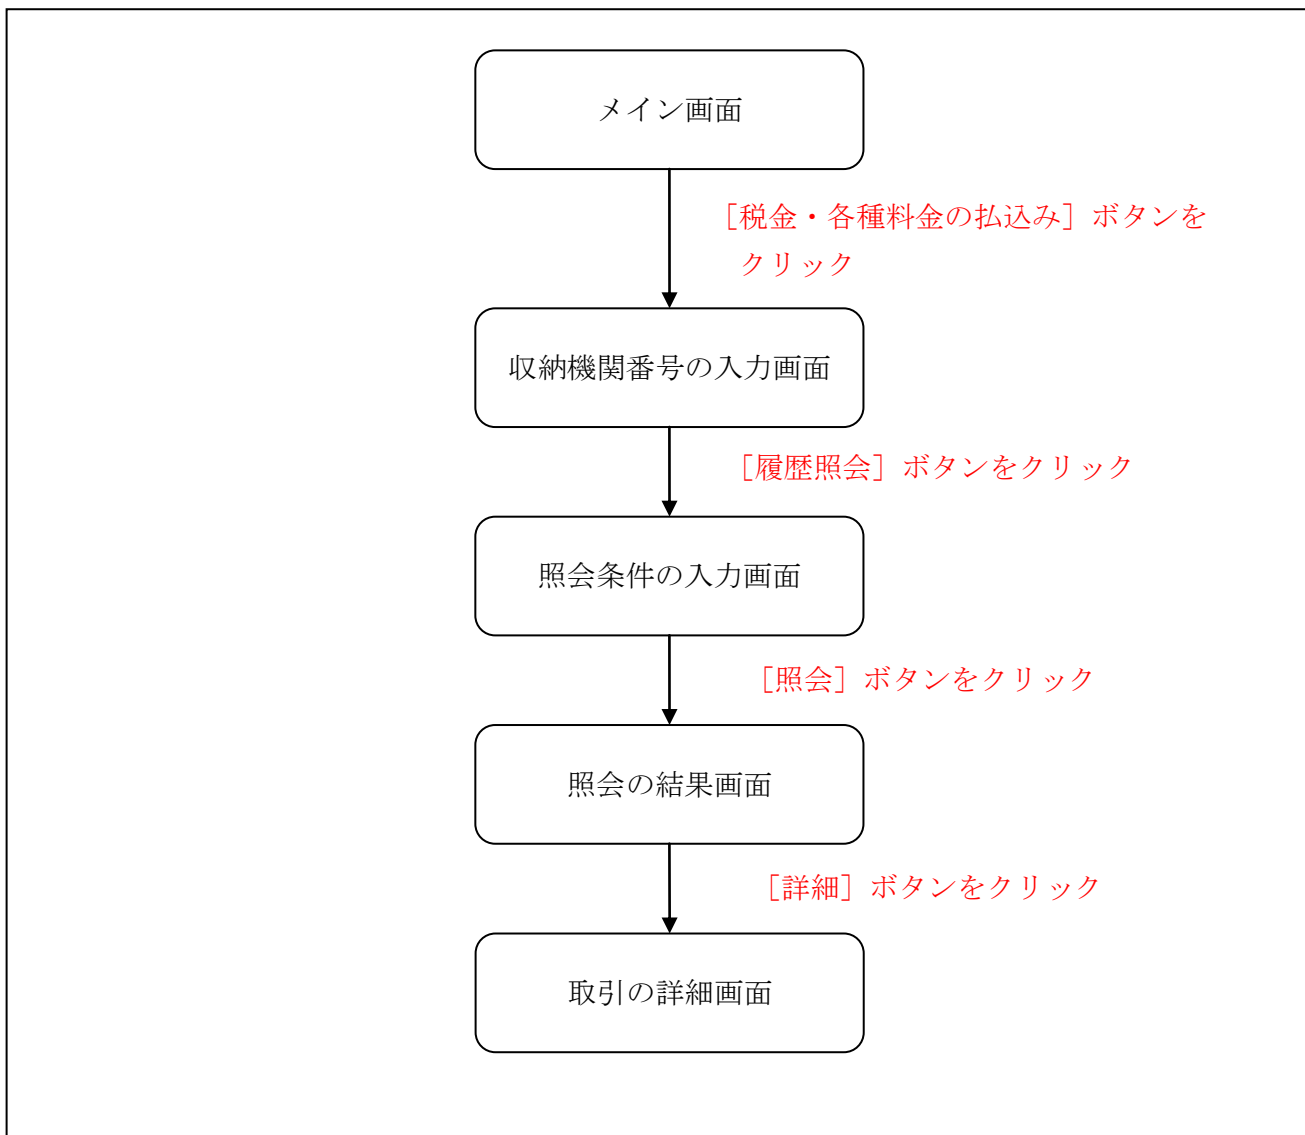 メイン画面
［税金・各種料金の払込み］ボタンを
クリック
収納機関番号の入力画面
［履歴照会］ボタンをクリック
照会条件の入力画面
［照会］ボタンをクリック
照会の結果画面
［詳細］ボタンをクリック
取引の詳細画面